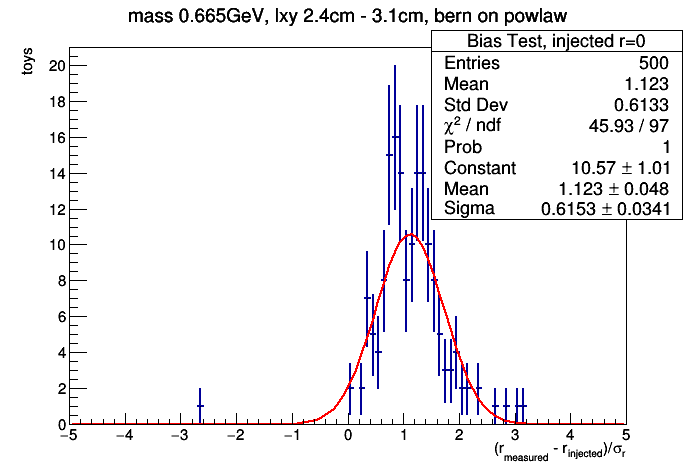 mass 0.665GeV, lxy 2.4cm - 3.1cm, bern on powlaw
Bias Test, injected r=0
Entries 500
Mean 1.123
Std Dev 0.6133
χ² / ndf 45.93 / 97
Prob 1
Constant 10.57 ± 1.01
Mean 1.123 ± 0.048
Sigma 0.6153 ± 0.0341
toys
20
18
16
14
12
10
8
6
4
2
0
−5 −4 −3 −2 −1 0 1 2 3 4 5
(r_measured - r_injected)/σ_r